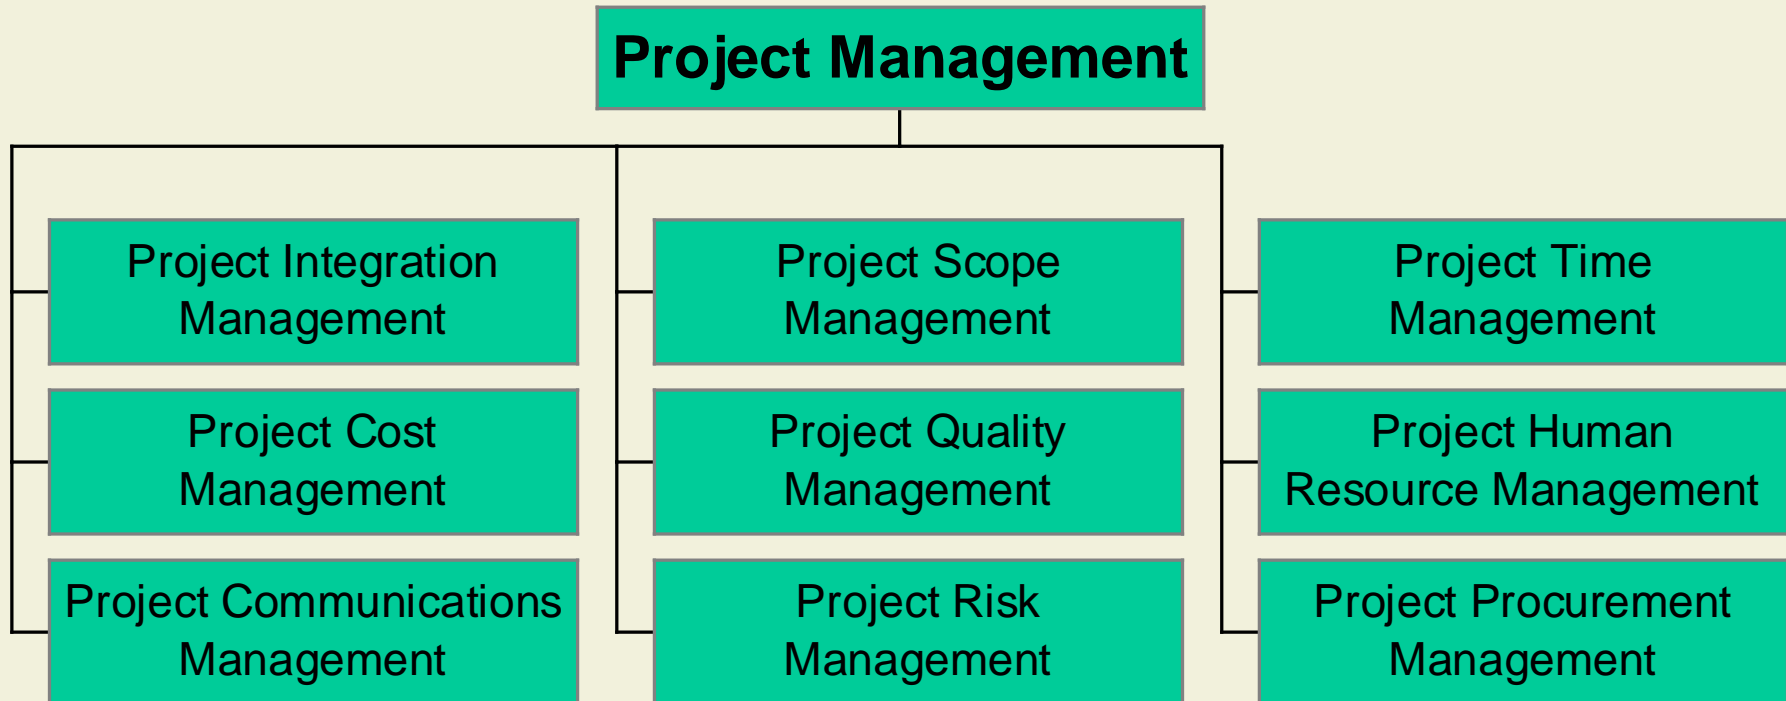 Project Management
Project Integration
Management
Project Scope
Management
Project Time
Management
Project Cost
Management
Project Quality
Management
Project Human
Resource Management
Project Communications
Management
Project Risk
Management
Project Procurement
Management